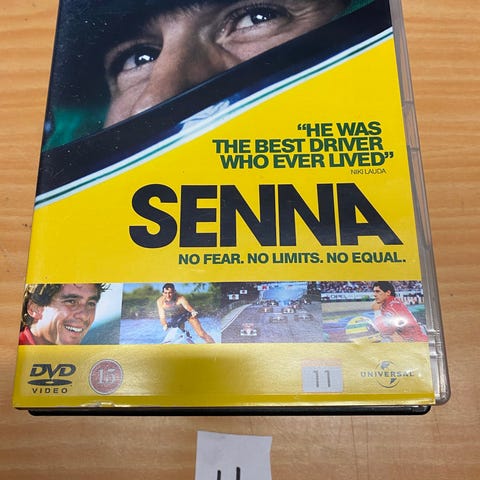 “HE WAS
THE BEST DRIVER
WHO EVER LIVED”
NIKI LAUDA
SENNA
NO FEAR. NO LIMITS. NO EQUAL.
DVD
VIDEO
15
11
UNIVERSAL
11